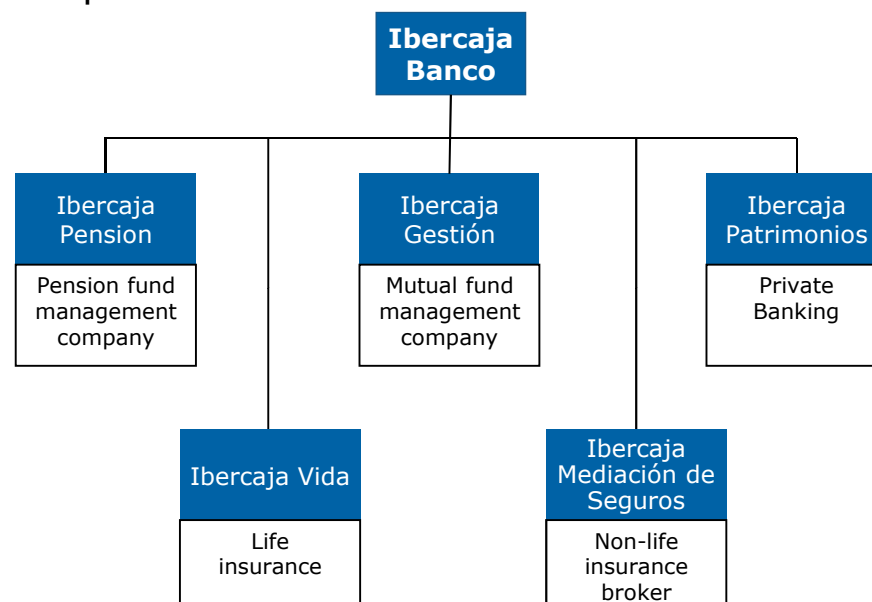 Ibercaja
Banco
Ibercaja
Pension
Pension fund
management
company
Ibercaja
Gestión
Mutual fund
management
company
Ibercaja
Patrimonios
Private
Banking
Ibercaja Vida
Life
insurance
Ibercaja
Mediación de
Seguros
Non-life
insurance
broker